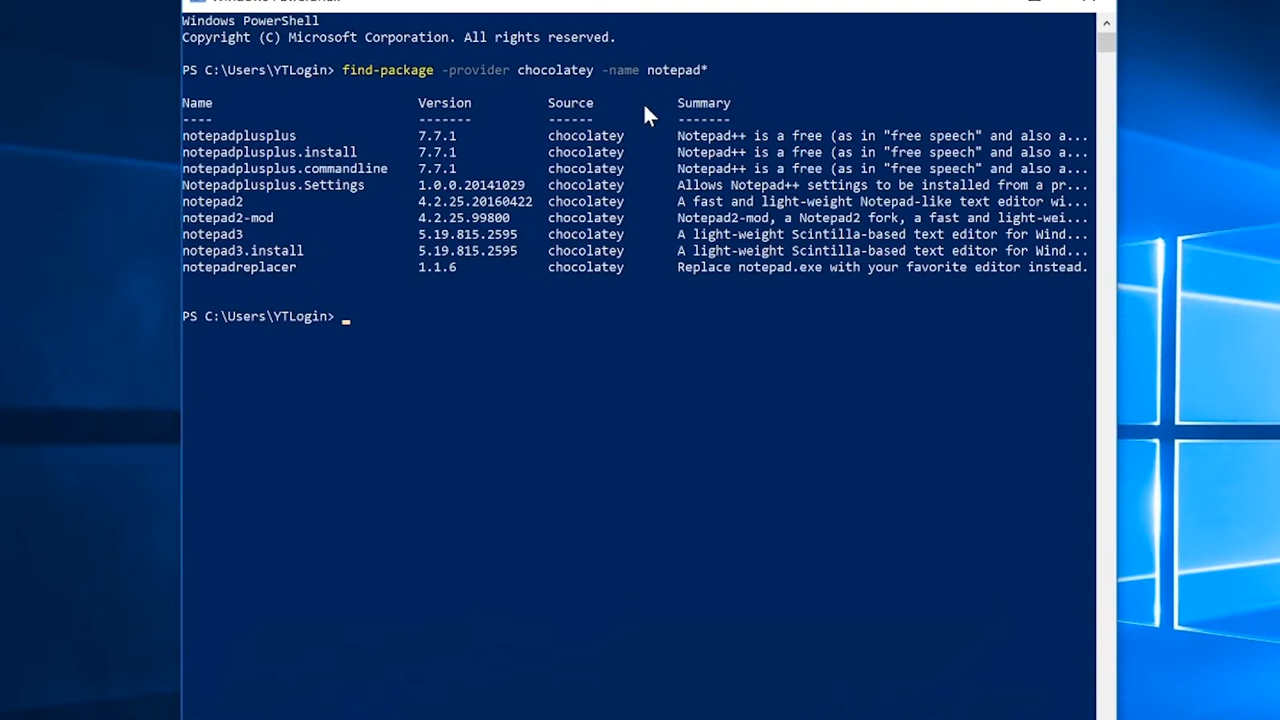 Windows PowerShell
Copyright (C) Microsoft Corporation. All rights reserved.
PS C:\Users\YTLogin> find-package -provider chocolatey -name notepad*
Name Version Source Summary
---- ------- ------ -------
notepadplusplus 7.7.1 chocolatey Notepad++ is a free (as in "free speech" and also a...
notepadplusplus.install 7.7.1 chocolatey Notepad++ is a free (as in "free speech" and also a...
notepadplusplus.commandline 7.7.1 chocolatey Notepad++ is a free (as in "free speech" and also a...
Notepadplusplus.Settings 1.0.0.20141029 chocolatey Allows Notepad++ settings to be installed from a pr...
notepad2 4.2.25.20160422 chocolatey A fast and light-weight Notepad-like text editor wi...
notepad2-mod 4.2.25.99800 chocolatey Notepad2-mod, a Notepad2 fork, a fast and light-wei...
notepad3 5.19.815.2595 chocolatey A light-weight Scintilla-based text editor for Wind...
notepad3.install 5.19.815.2595 chocolatey A light-weight Scintilla-based text editor for Wind...
notepadreplacer 1.1.6 chocolatey Replace notepad.exe with your favorite editor instead.
PS C:\Users\YTLogin>